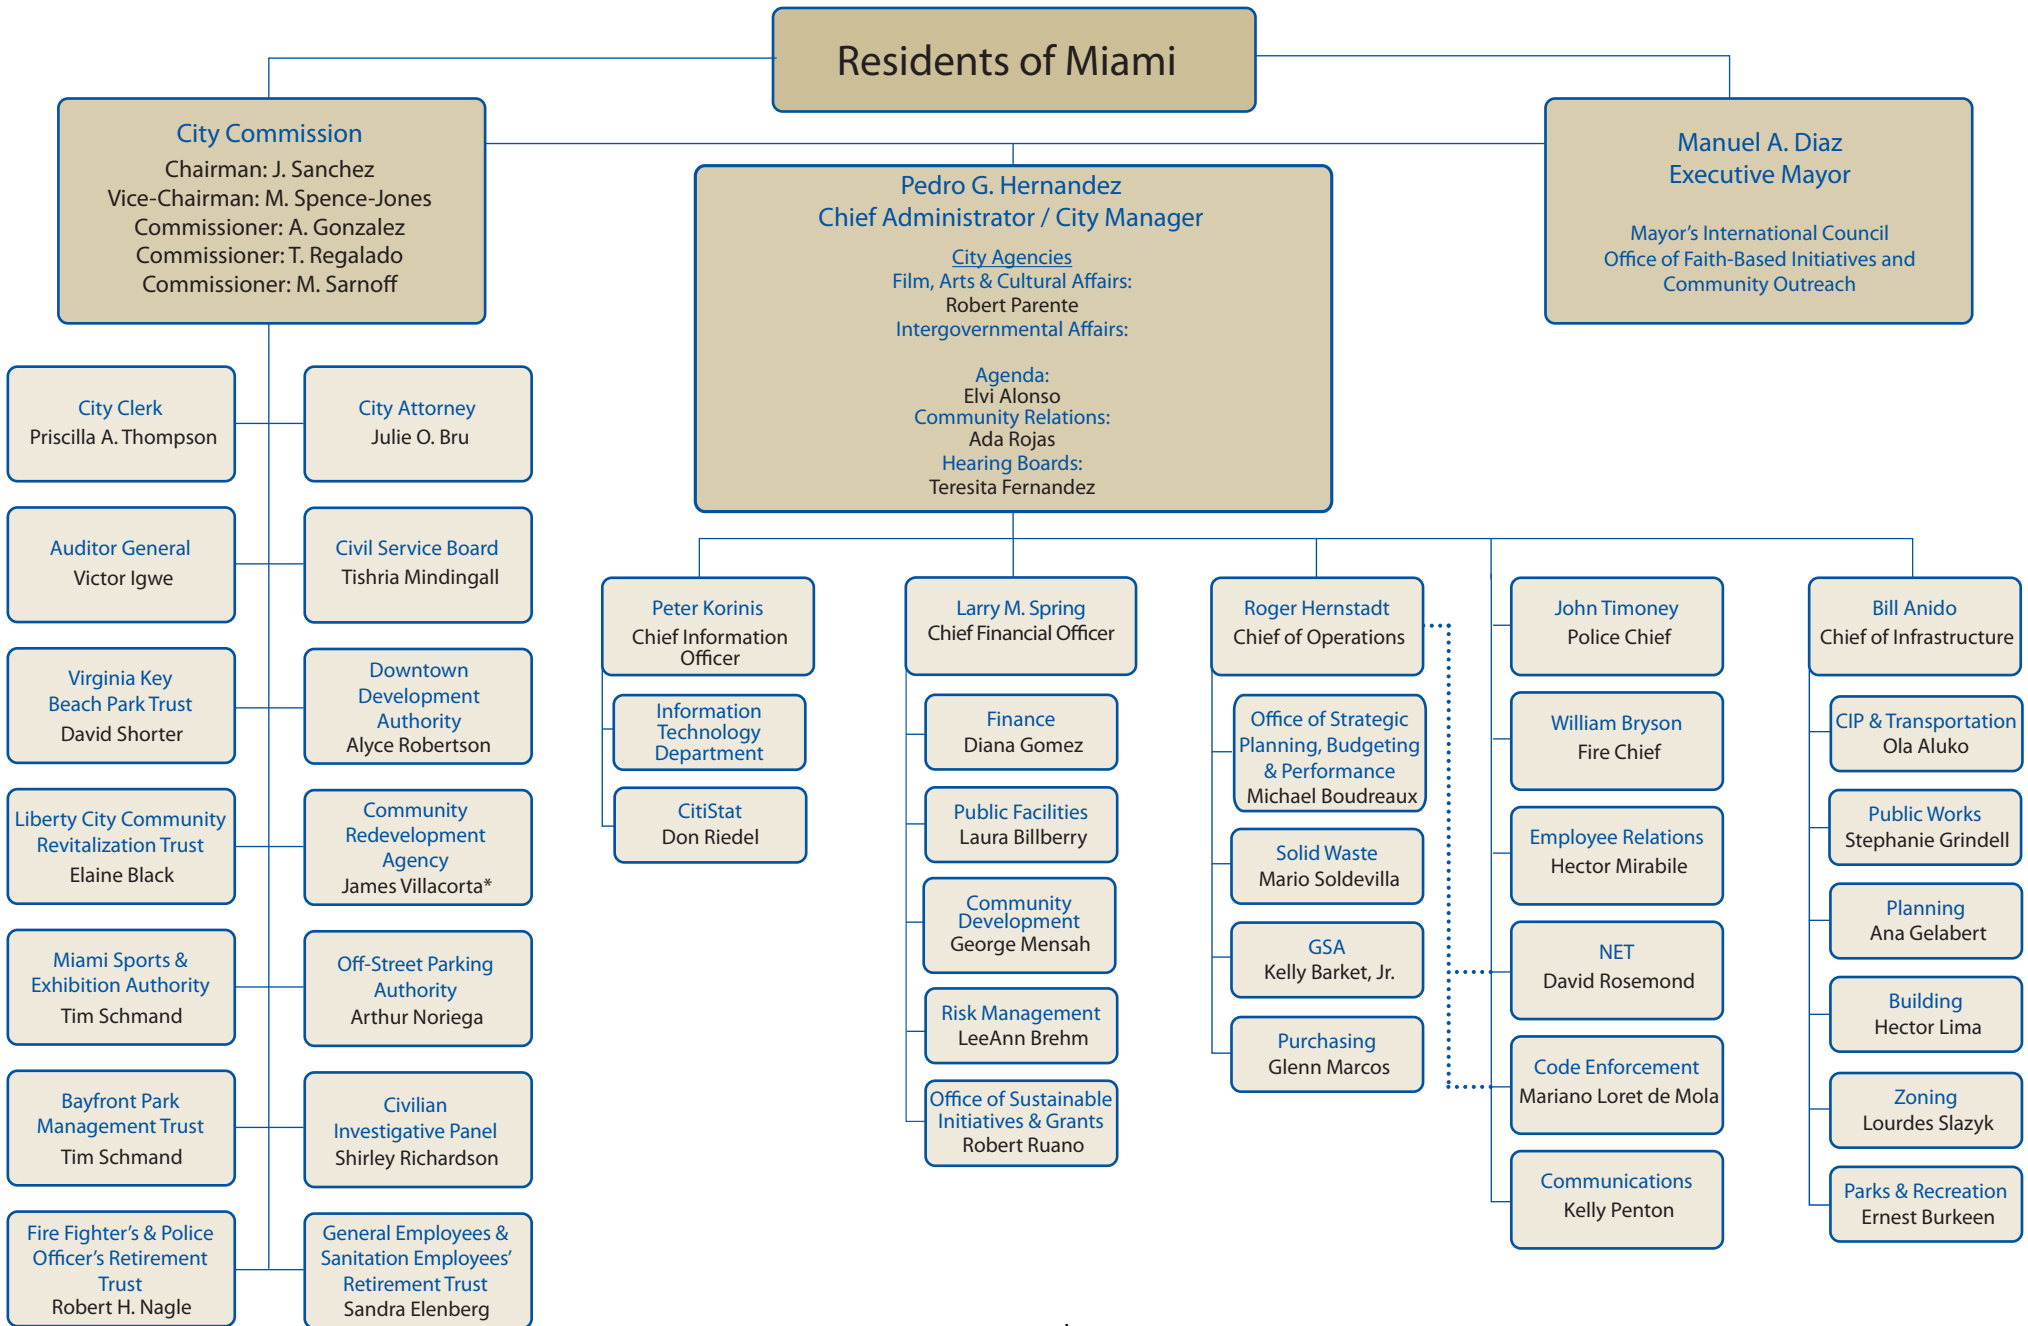 Residents of Miami
City Commission
Chairman: J. Sanchez
Vice-Chairman: M. Spence-Jones
Commissioner: A. Gonzalez
Commissioner: T. Regalado
Commissioner: M. Sarnoff
Pedro G. Hernandez
Chief Administrator / City Manager
City Agencies
Film, Arts & Cultural Affairs:
Robert Parente
Intergovernmental Affairs:
Agenda:
Elvi Alonso
Community Relations:
Ada Rojas
Hearing Boards:
Teresita Fernandez
Manuel A. Diaz
Executive Mayor
Mayor’s International Council
Office of Faith-Based Initiatives and
Community Outreach
City Clerk
Priscilla A. Thompson
City Attorney
Julie O. Bru
Auditor General
Victor Igwe
Civil Service Board
Tishria Mindingall
Virginia Key
Beach Park Trust
David Shorter
Downtown
Development
Authority
Alyce Robertson
Liberty City Community
Revitalization Trust
Elaine Black
Community
Redevelopment
Agency
James Villacorta*
Miami Sports &
Exhibition Authority
Tim Schmand
Off-Street Parking
Authority
Arthur Noriega
Bayfront Park
Management Trust
Tim Schmand
Civilian
Investigative Panel
Shirley Richardson
Fire Fighter’s & Police
Officer’s Retirement
Trust
Robert H. Nagle
General Employees &
Sanitation Employees’
Retirement Trust
Sandra Elenberg
Peter Korinis
Chief Information
Officer
Information
Technology
Department
CitiStat
Don Riedel
Larry M. Spring
Chief Financial Officer
Finance
Diana Gomez
Public Facilities
Laura Billberry
Community
Development
George Mensah
Risk Management
LeeAnn Brehm
Office of Sustainable
Initiatives & Grants
Robert Ruano
Roger Hernstadt
Chief of Operations
Office of Strategic
Planning, Budgeting
& Performance
Michael Boudreaux
Solid Waste
Mario Soldevilla
GSA
Kelly Barket, Jr.
Purchasing
Glenn Marcos
John Timoney
Police Chief
William Bryson
Fire Chief
Employee Relations
Hector Mirabile
NET
David Rosemond
Code Enforcement
Mariano Loret de Mola
Communications
Kelly Penton
Bill Anido
Chief of Infrastructure
CIP & Transportation
Ola Aluko
Public Works
Stephanie Grindell
Planning
Ana Gelabert
Building
Hector Lima
Zoning
Lourdes Slazyk
Parks & Recreation
Ernest Burkeen